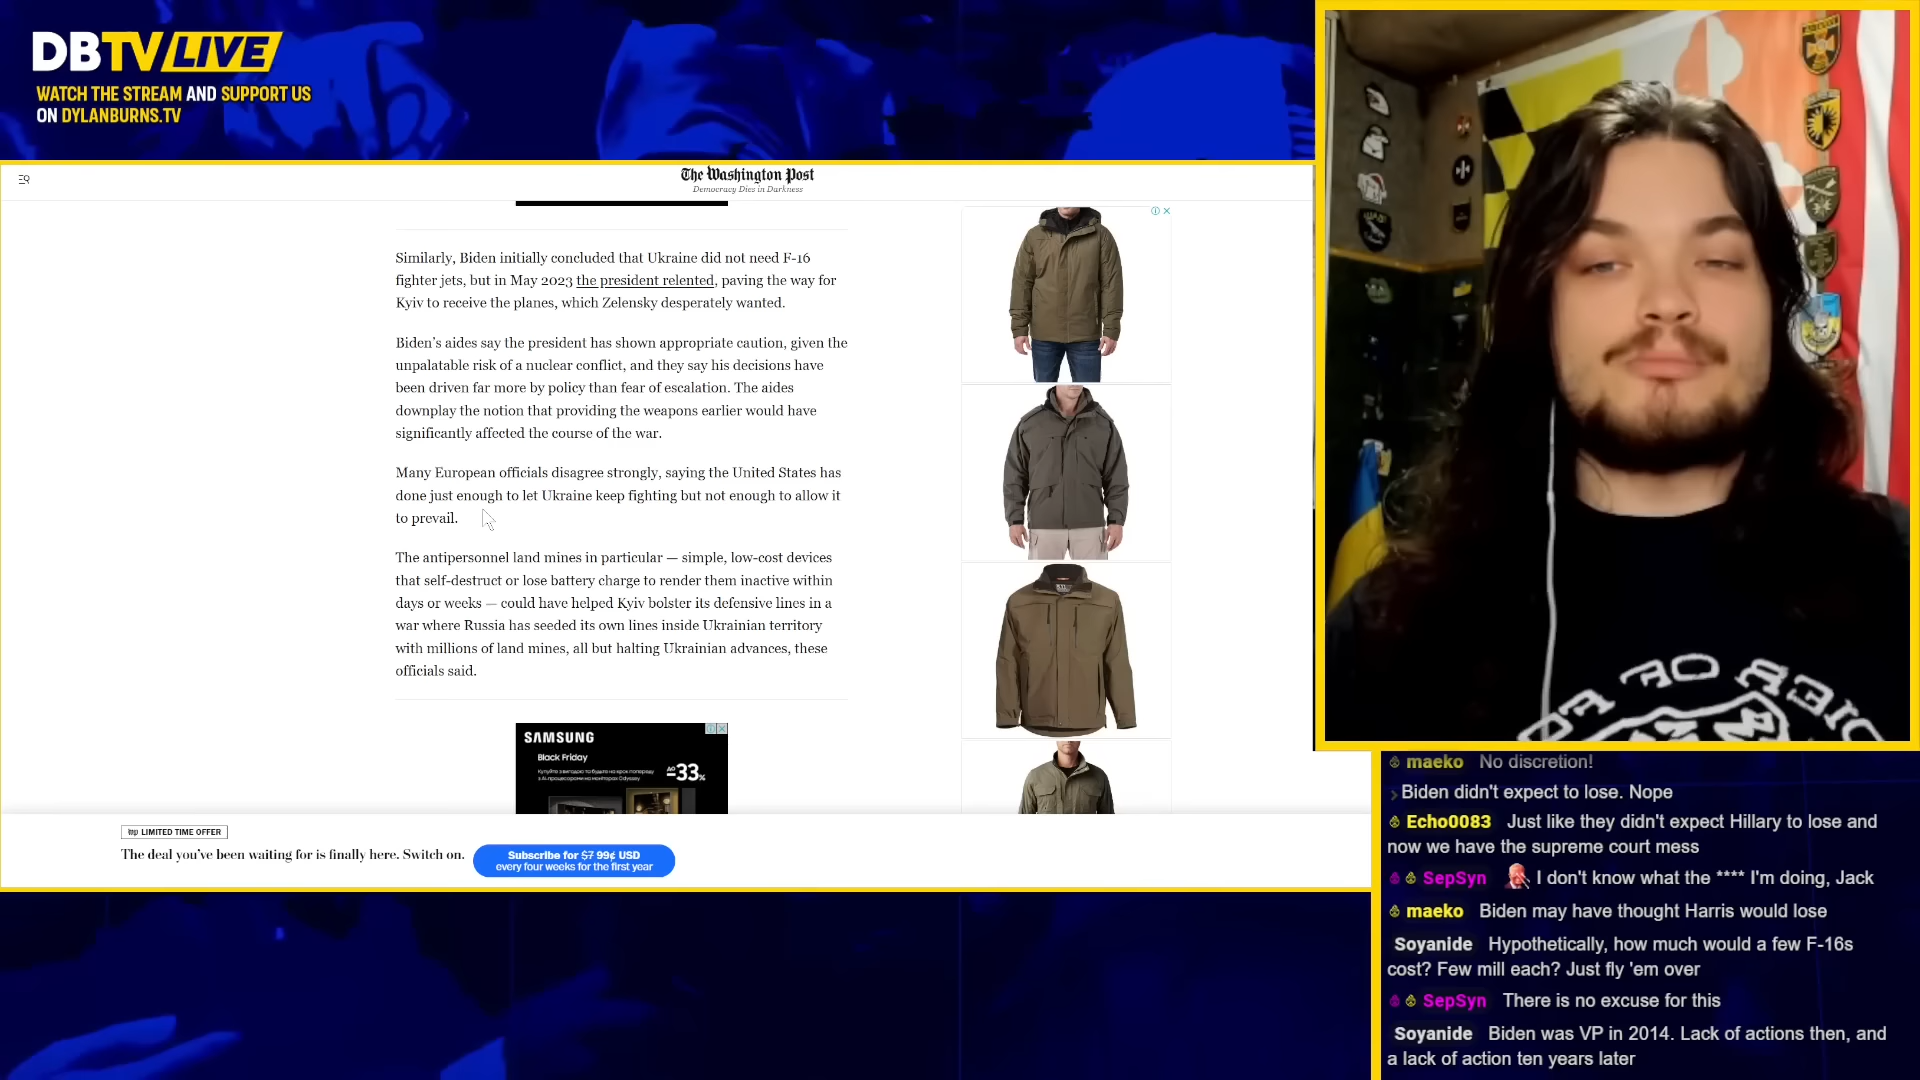 DBTV/LIVE
WATCH THE STREAM AND SUPPORT US
ON DYLANBURNS.TV
The Washington Post
Democracy Dies in Darkness
Similarly, Biden initially concluded that Ukraine did not need F-16
fighter jets, but in May 2023 the president relented, paving the way for
Kyiv to receive the planes, which Zelensky desperately wanted.
Biden's aides say the president has shown appropriate caution, given the
unpalatable risk of a nuclear conflict, and they say his decisions have
been driven far more by policy than fear of escalation. The aides
downplay the notion that providing the weapons earlier would have
significantly affected the course of the war.
Many European officials disagree strongly, saying the United States has
done just enough to let Ukraine keep fighting but not enough to allow it
to prevail.
The antipersonnel land mines in particular — simple, low-cost devices
that self-destruct or lose battery charge to render them inactive within
days or weeks — could have helped Kyiv bolster its defensive lines in a
war where Russia has seeded its own lines inside Ukrainian territory
with millions of land mines, all but halting Ukrainian advances, these
officials said.
SAMSUNG
Black Friday
до -33%
wp LIMITED TIME OFFER
The deal you've been waiting for is finally here. Switch on.
Subscribe for $7 99¢ USD
every four weeks for the first year
maeko No discretion!
Biden didn't expect to lose. Nope
Echo0083 Just like they didn't expect Hillary to lose and
now we have the supreme court mess
SepSyn I don't know what the **** I'm doing, Jack
maeko Biden may have thought Harris would lose
Soyanide Hypothetically, how much would a few F-16s
cost? Few mill each? Just fly 'em over
SepSyn There is no excuse for this
Soyanide Biden was VP in 2014. Lack of actions then, and
a lack of action ten years later